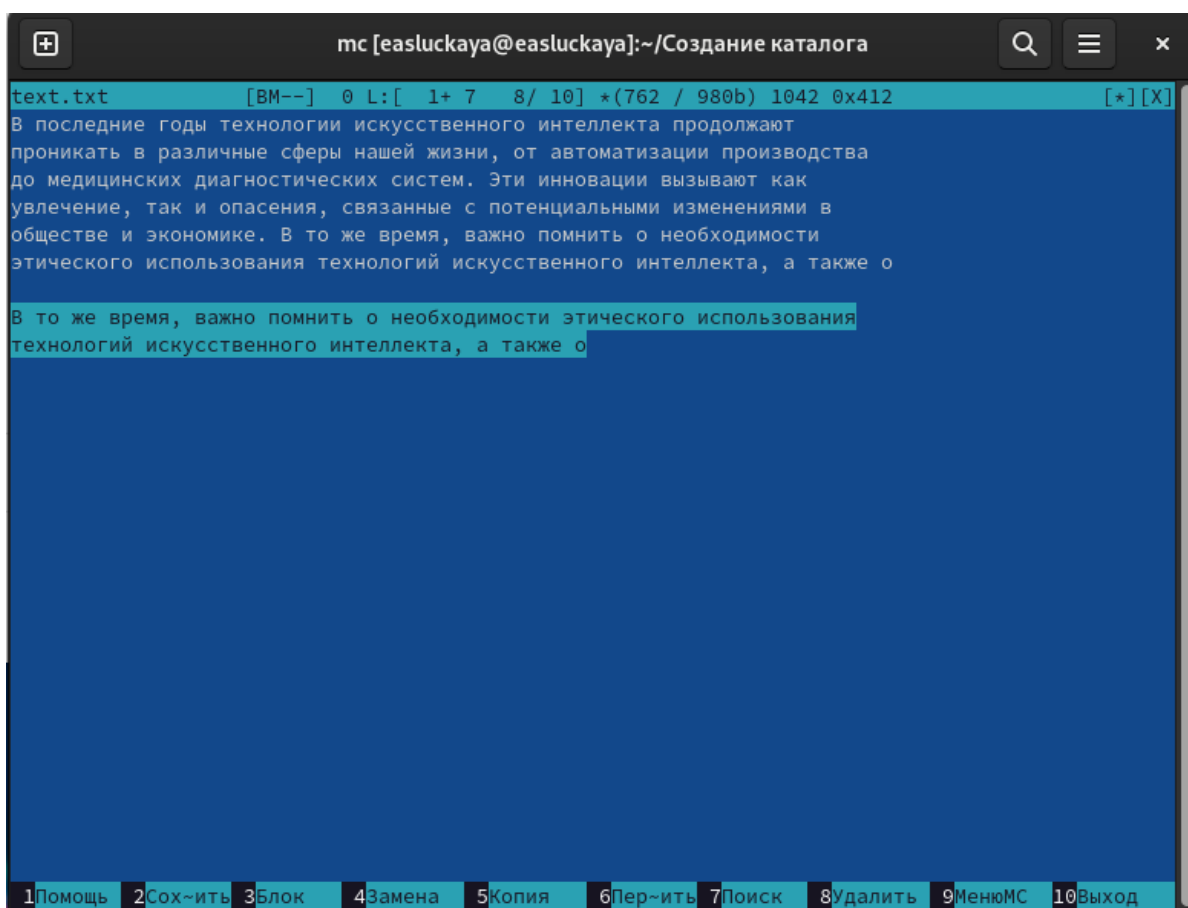 mc [easluckaya@easluckaya]:~/Создание каталога
text.txt [BM--] 0 L:[ 1+ 7 8/ 10] *(762 / 980b) 1042 0x412 [*][X]
В последние годы технологии искусственного интеллекта продолжают
проникать в различные сферы нашей жизни, от автоматизации производства
до медицинских диагностических систем. Эти инновации вызывают как
увлечение, так и опасения, связанные с потенциальными изменениями в
обществе и экономике. В то же время, важно помнить о необходимости
этического использования технологий искусственного интеллекта, а также о
В то же время, важно помнить о необходимости этического использования
технологий искусственного интеллекта, а также о
1Помощь 2Сох~ить 3Блок 4Замена 5Копия 6Пер~ить 7Поиск 8Удалить 9МенюMC 10Выход